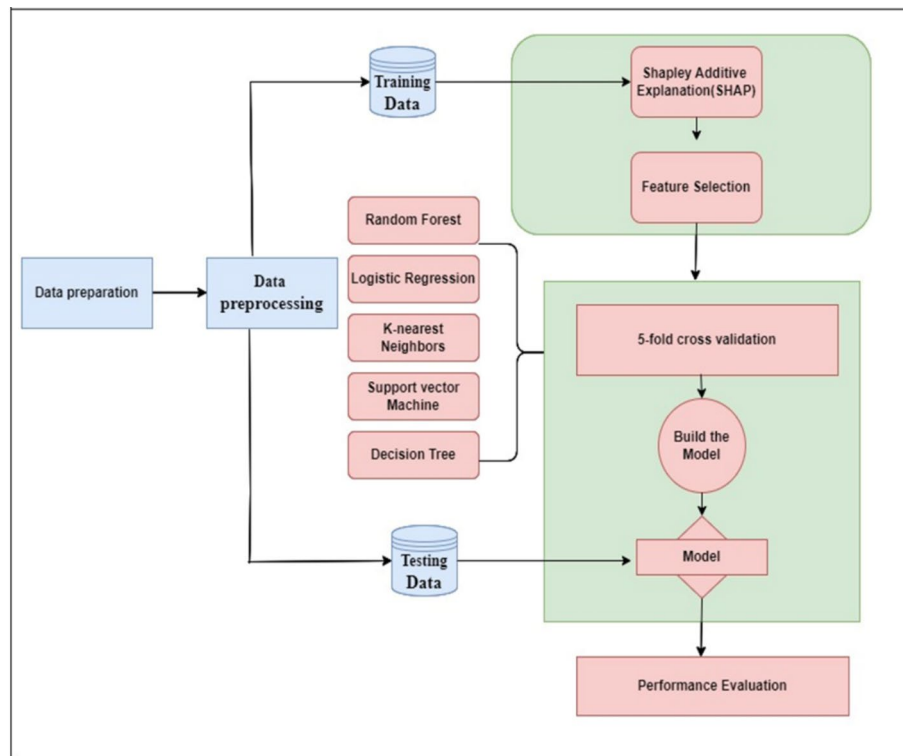 Training
Data
Shapley Additive
Explanation(SHAP)
Feature Selection
Random Forest
Logistic Regression
K-nearest
Neighbors
Support vector
Machine
Decision Tree
Data preparation
Data
preprocessing
5-fold cross validation
Build the
Model
Model
Testing
Data
Performance Evaluation